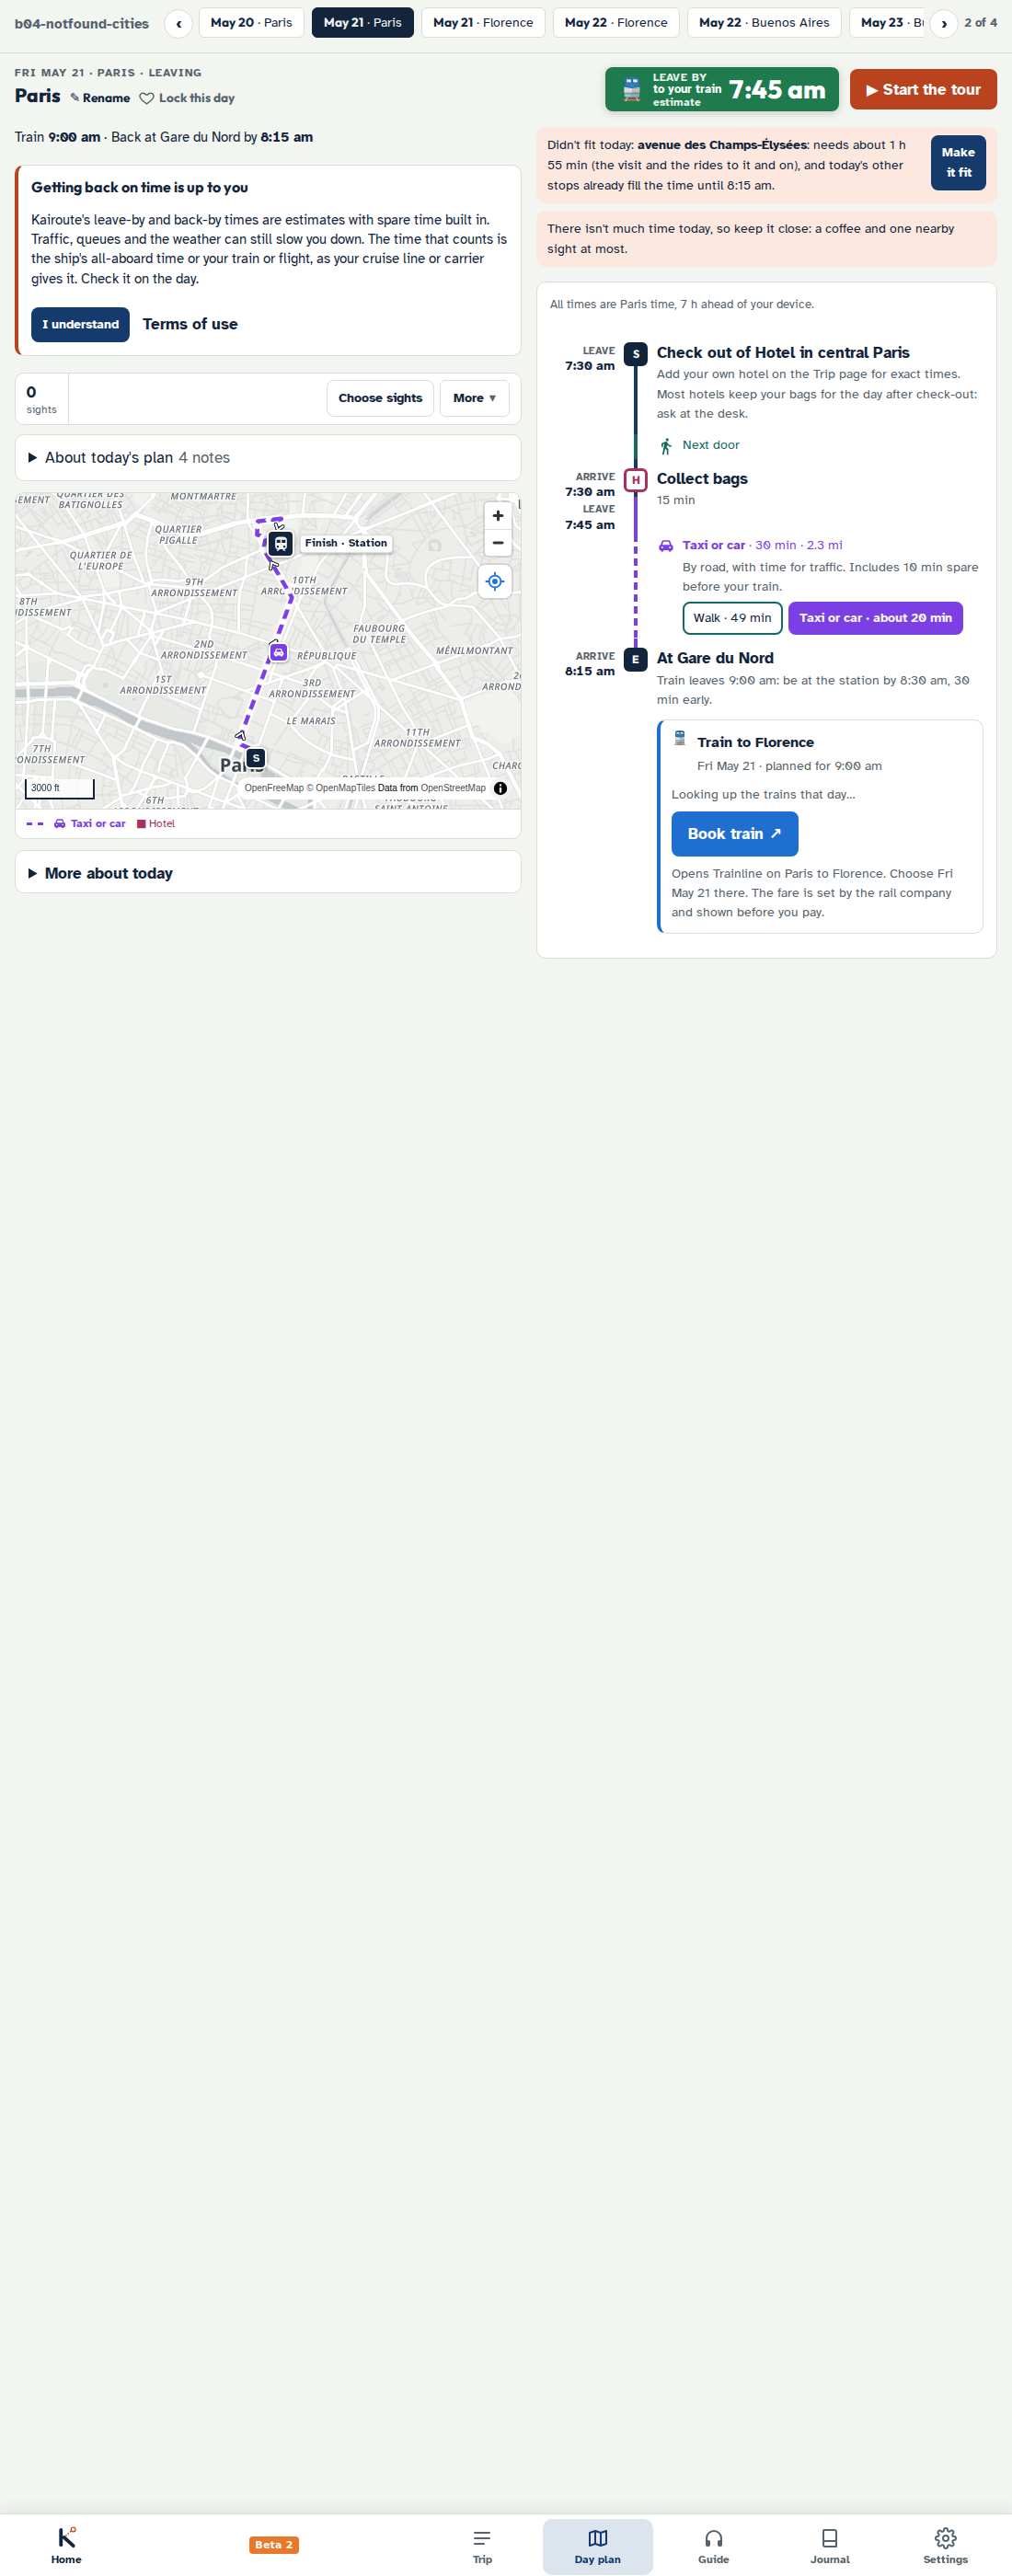 b04-notfound-cities
‹
May 20 · Paris
May 21 · Paris
May 21 · Florence
May 22 · Florence
May 22 · Buenos Aires
May 23 ·
›
2 of 4
FRI MAY 21 · PARIS · LEAVING
Paris
✎ Rename
Lock this day
LEAVE BY
to your train
estimate
7:45 am
▶ Start the tour
Train 9:00 am · Back at Gare du Nord by 8:15 am
Getting back on time is up to you
Kairoute's leave-by and back-by times are estimates with spare time built in.
Traffic, queues and the weather can still slow you down. The time that counts is
the ship's all-aboard time or your train or flight, as your cruise line or carrier
gives it. Check it on the day.
I understand
Terms of use
0
sights
Choose sights
More ▼
▶ About today's plan 4 notes
QUARTIER DES
BATIGNOLLES
MONTMARTRE
QUARTIER
PIGALLE
QUARTIER DE
L'EUROPE
Finish · Station
+
−
8TH
9TH
ARRONDISSEMENT
10TH
FAUBOURG
DU TEMPLE
2ND
ARRONDISSEMENT
RÉPUBLIQUE
MÉNILMONTANT
1ST
ARRONDISSEMENT
3RD
ARRONDISSEMENT
LE MARAIS
11TH
ARRONDISSEMENT
7TH
S
Paris
3000 ft
OpenFreeMap © OpenMapTiles Data from OpenStreetMap
6TH
Taxi or car
Hotel
▶ More about today
Didn't fit today: avenue des Champs-Élysées: needs about 1 h
55 min (the visit and the rides to it and on), and today's other
stops already fill the time until 8:15 am.
Make
it fit
There isn't much time today, so keep it close: a coffee and one nearby
sight at most.
All times are Paris time, 7 h ahead of your device.
LEAVE
7:30 am
S
Check out of Hotel in central Paris
Add your own hotel on the Trip page for exact times.
Most hotels keep your bags for the day after check-out:
ask at the desk.
Next door
ARRIVE
7:30 am
LEAVE
7:45 am
H
Collect bags
15 min
Taxi or car · 30 min · 2.3 mi
By road, with time for traffic. Includes 10 min spare
before your train.
Walk · 49 min
Taxi or car · about 20 min
ARRIVE
8:15 am
E
At Gare du Nord
Train leaves 9:00 am: be at the station by 8:30 am, 30
min early.
Train to Florence
Fri May 21 · planned for 9:00 am
Looking up the trains that day…
Book train ↗
Opens Trainline on Paris to Florence. Choose Fri
May 21 there. The fare is set by the rail company
and shown before you pay.
Home
Beta 2
Trip
Day plan
Guide
Journal
Settings